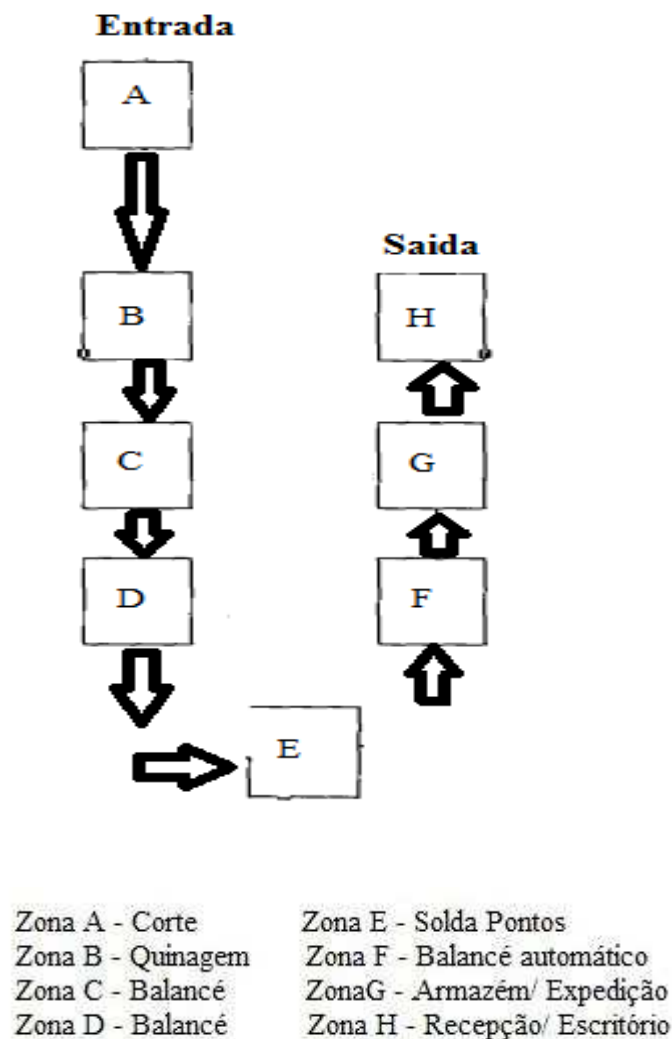 Entrada
A
B
C
D
E
Saida
H
G
F
Zona A - Corte
Zona B - Quinagem
Zona C - Balancé
Zona D - Balancé
Zona E - Solda Pontos
Zona F - Balancé automático
ZonaG - Armazém/ Expedição
Zona H - Recepção/ Escritório